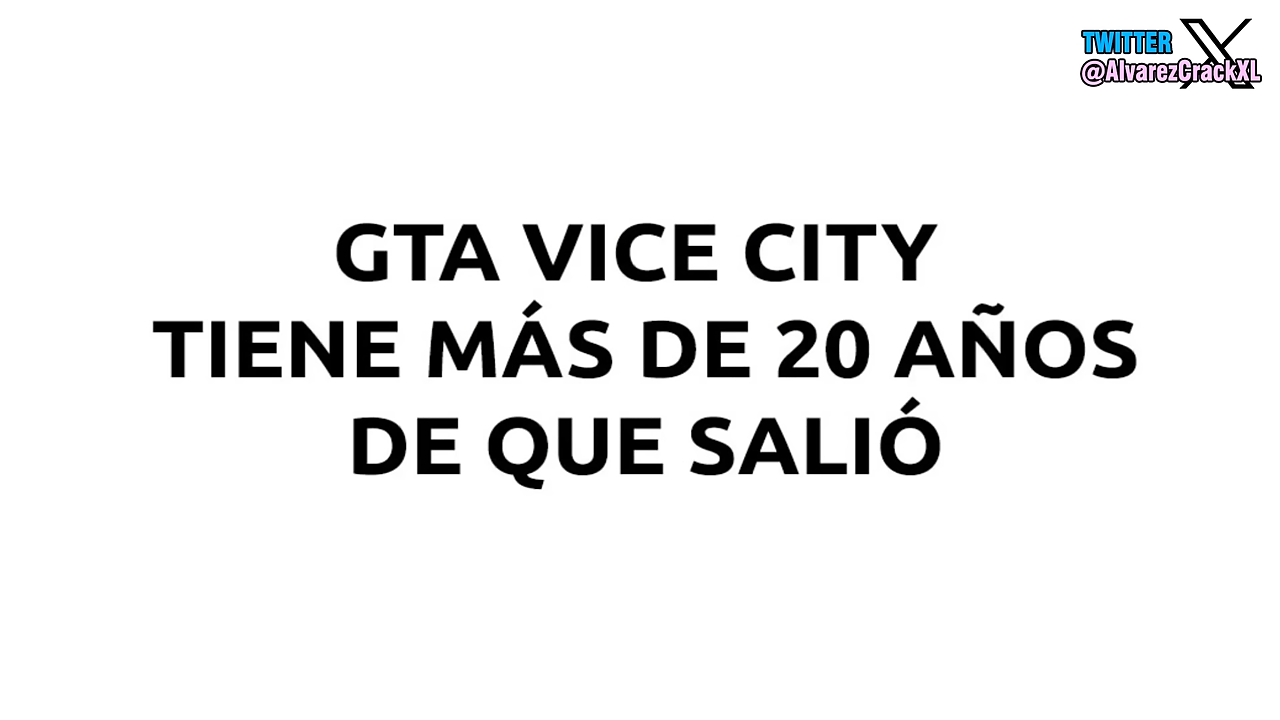 TWITTER
@AlvarezCrackXL
GTA VICE CITY
TIENE MÁS DE 20 AÑOS
DE QUE SALIÓ